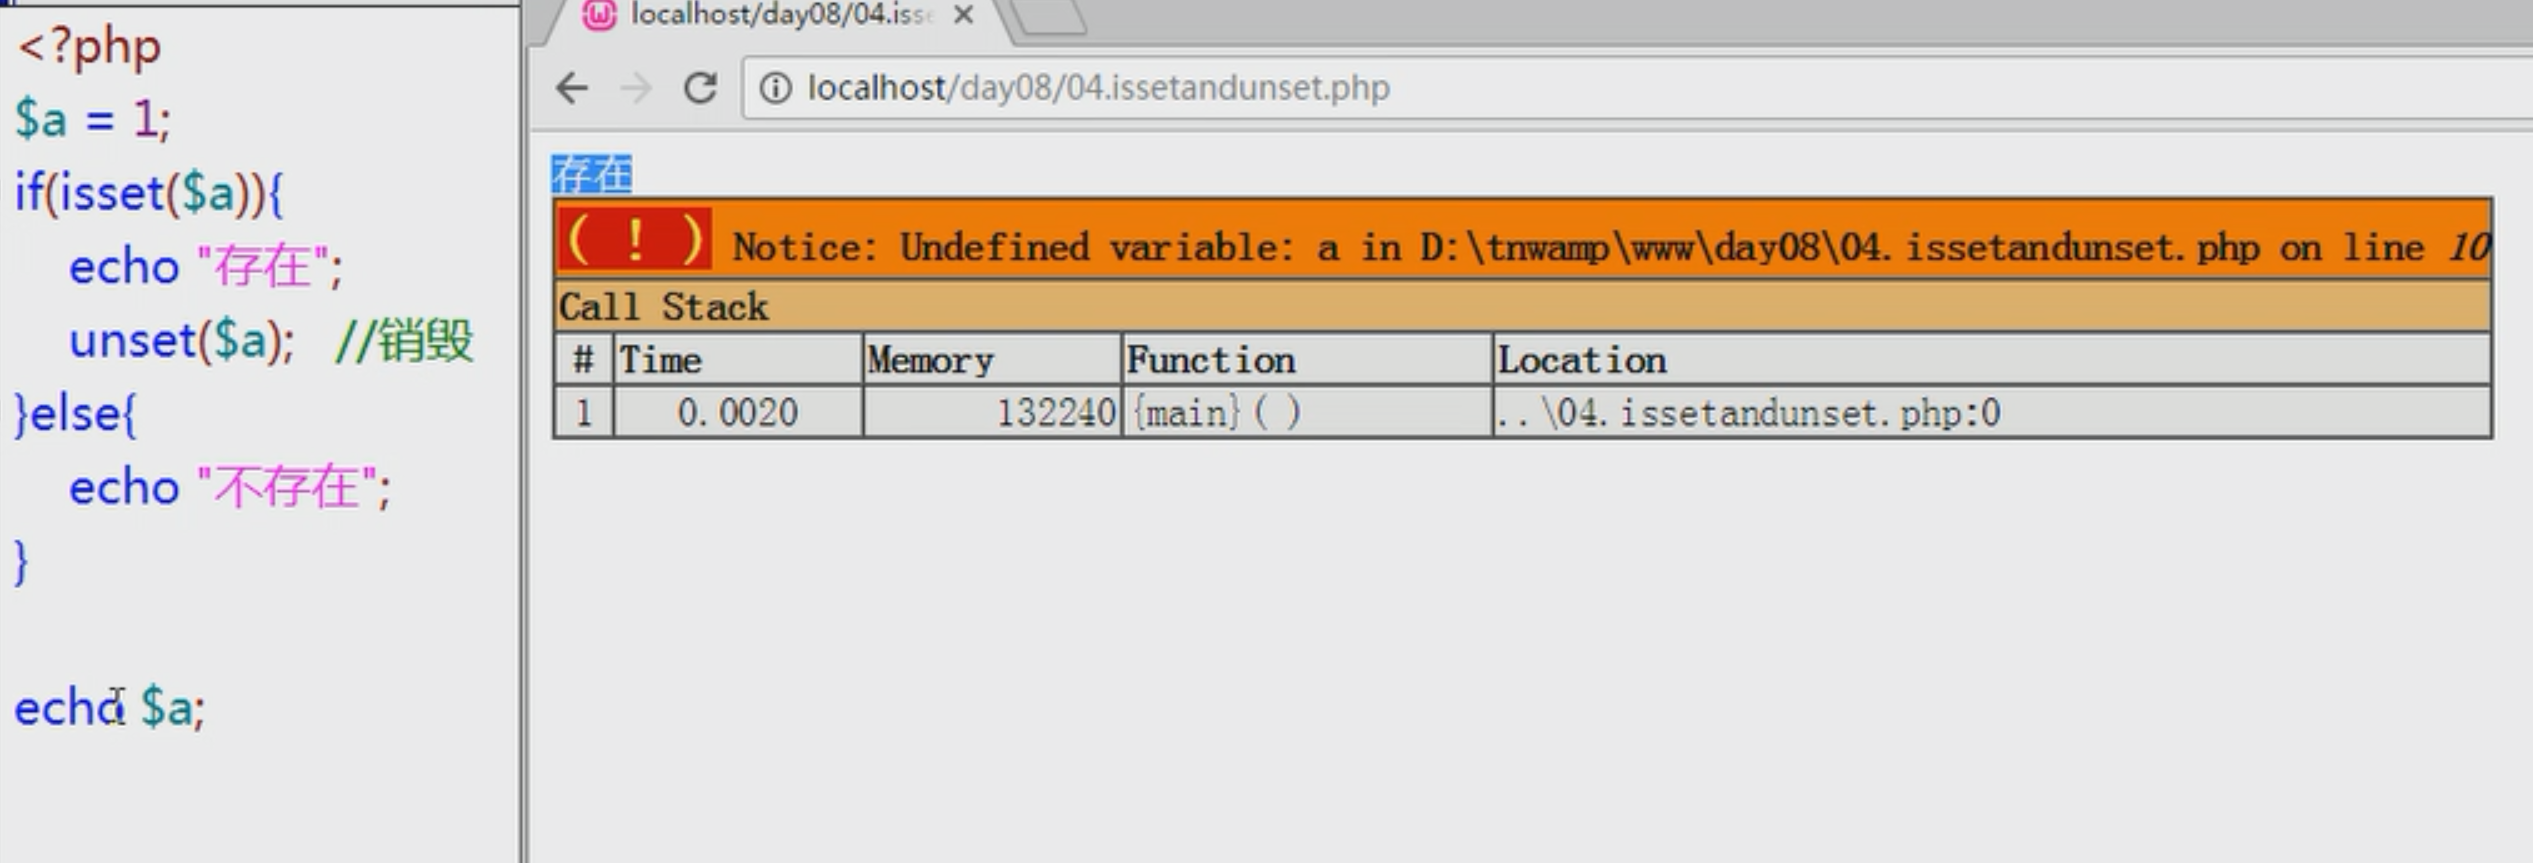 <?php
$a = 1;
if(isset($a)){
echo "存在";
unset($a); //销毁
}else{
echo "不存在";
}
echo $a;
localhost/day08/04.isse
localhost/day08/04.issetandunset.php
存在
( ! ) Notice: Undefined variable: a in D:\tnwamp\www\day08\04.issetandunset.php on line 10
Call Stack
# Time Memory Function Location
1 0.0020 132240 {main}( ) ..\04.issetandunset.php:0